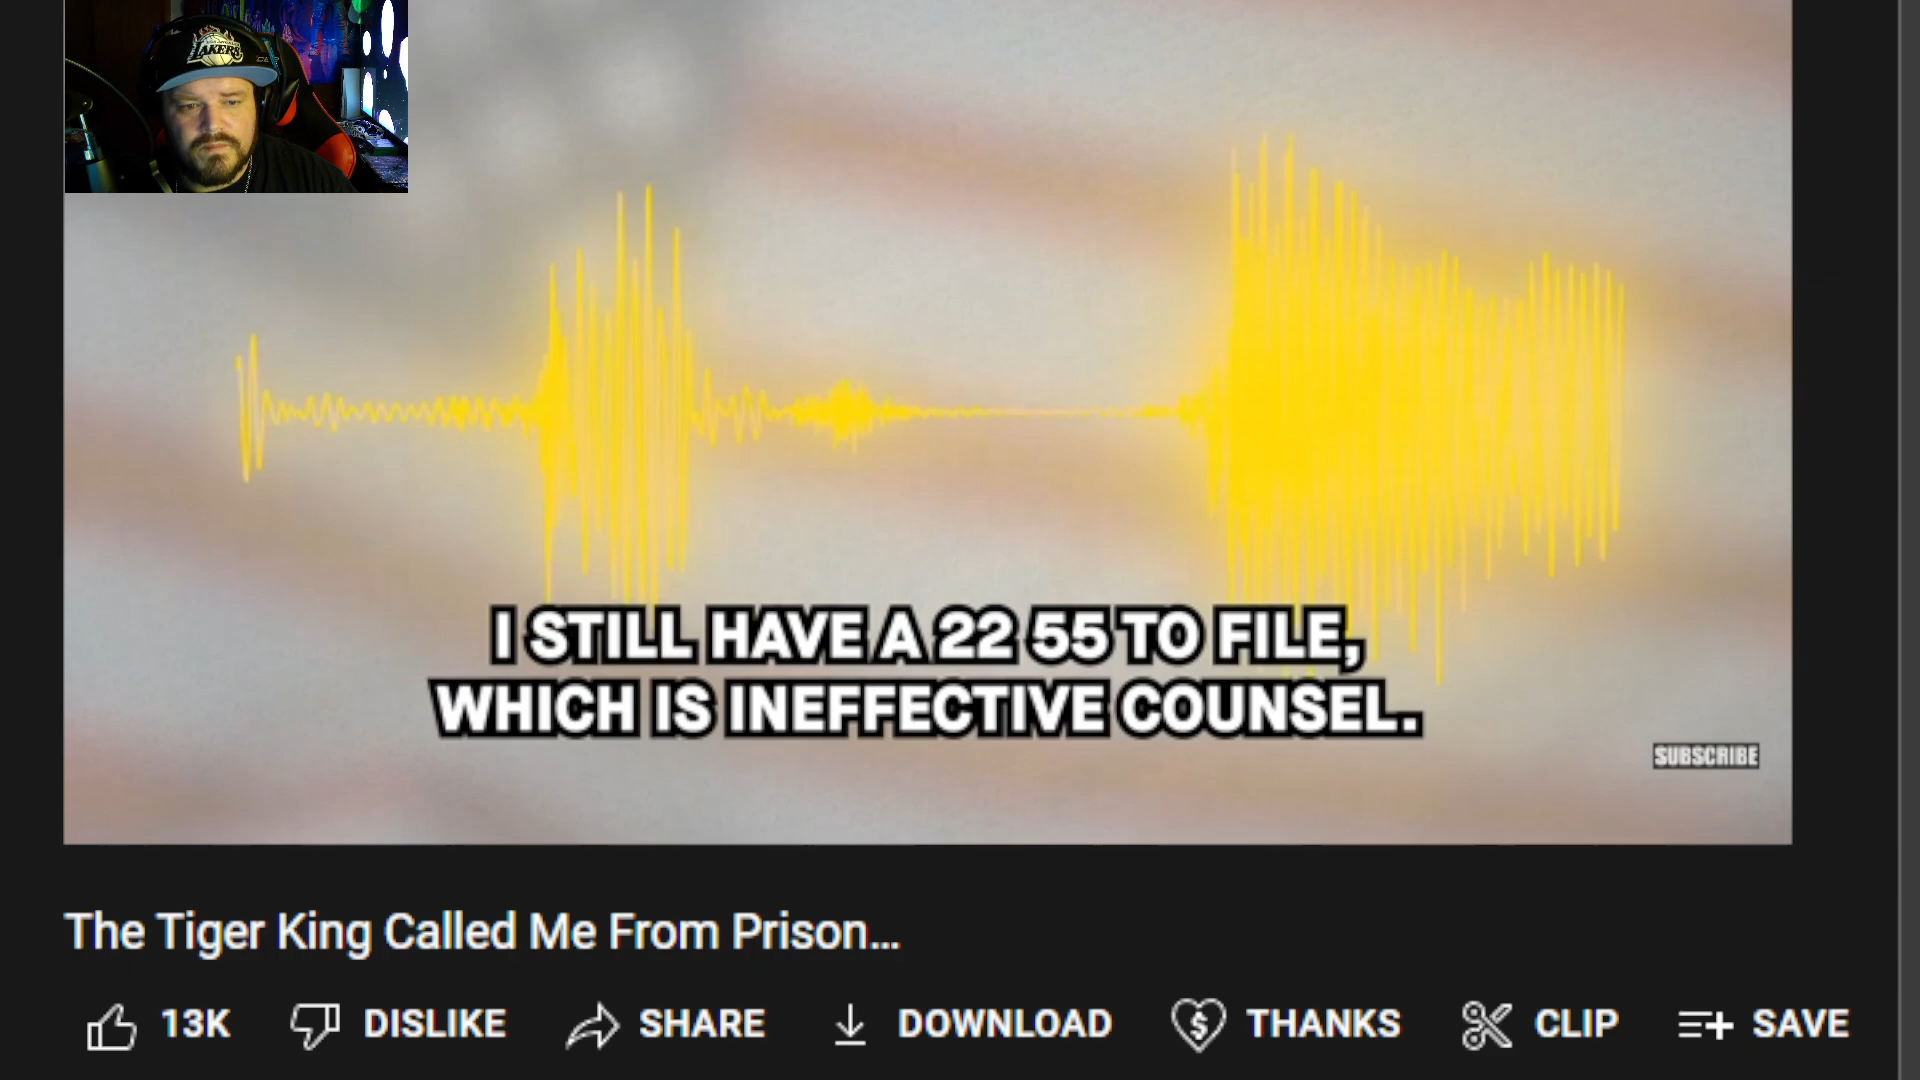 LAKERS
I STILL HAVE A 22 55 TO FILE,
WHICH IS INEFFECTIVE COUNSEL.
SUBSCRIBE
The Tiger King Called Me From Prison...
13K DISLIKE SHARE DOWNLOAD THANKS CLIP SAVE